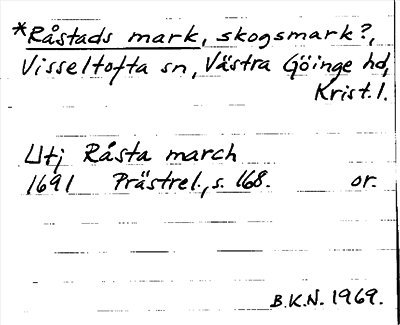 *Råstads mark, skogsmark?,
Visseltofta sn, Västra Göinge hd,
Krist. l.
Utj Råsta march
1691 Prästrel., s. 168. or.
B.K.N. 1969.